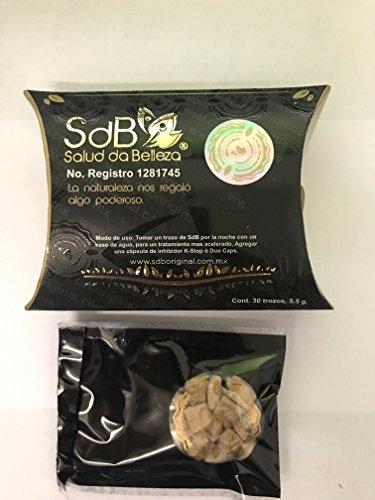 SdB®
Salud da Belleza
No. Registro 1281745
La naturaleza nos regaló
algo poderoso.
Modo de uso: Tomar un trozo de SdB por la noche con un
vaso de agua, para un tratamiento mas acelerado, Agregar
una cápsula de inhibidor K-Stop ó Duo Caps.
www.sdboriginal.com.mx
Cont. 30 trozos, 5.5 g.